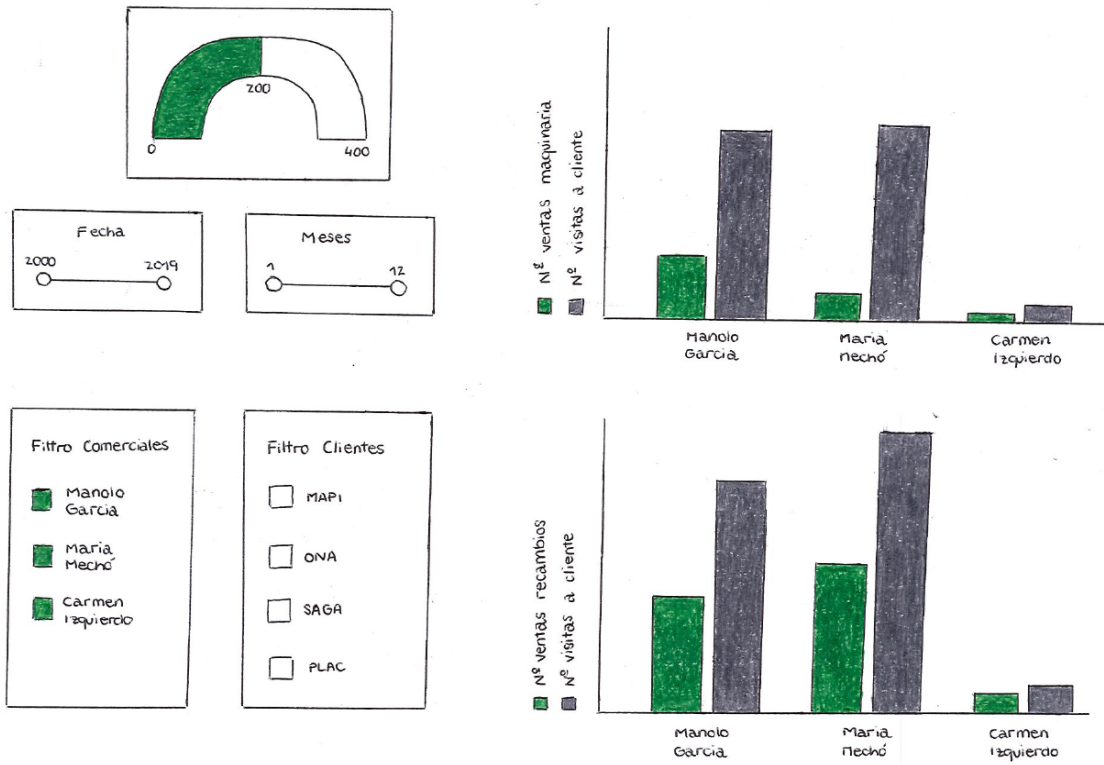 200
0
400
Fecha
2000
2019
Meses
1
12
Filtro Comerciales
Manolo
Garcia
Maria
Mechó
Carmen
Izquierdo
Filtro Clientes
MAPI
ONA
SAGA
PLAC
Nº ventas maquinaria
Nº visitas a cliente
Manolo
Garcia
Maria
Mechó
Carmen
Izquierdo
Nº ventas recambios
Nº visitas a cliente
Manolo
Garcia
Maria
Mechó
Carmen
Izquierdo